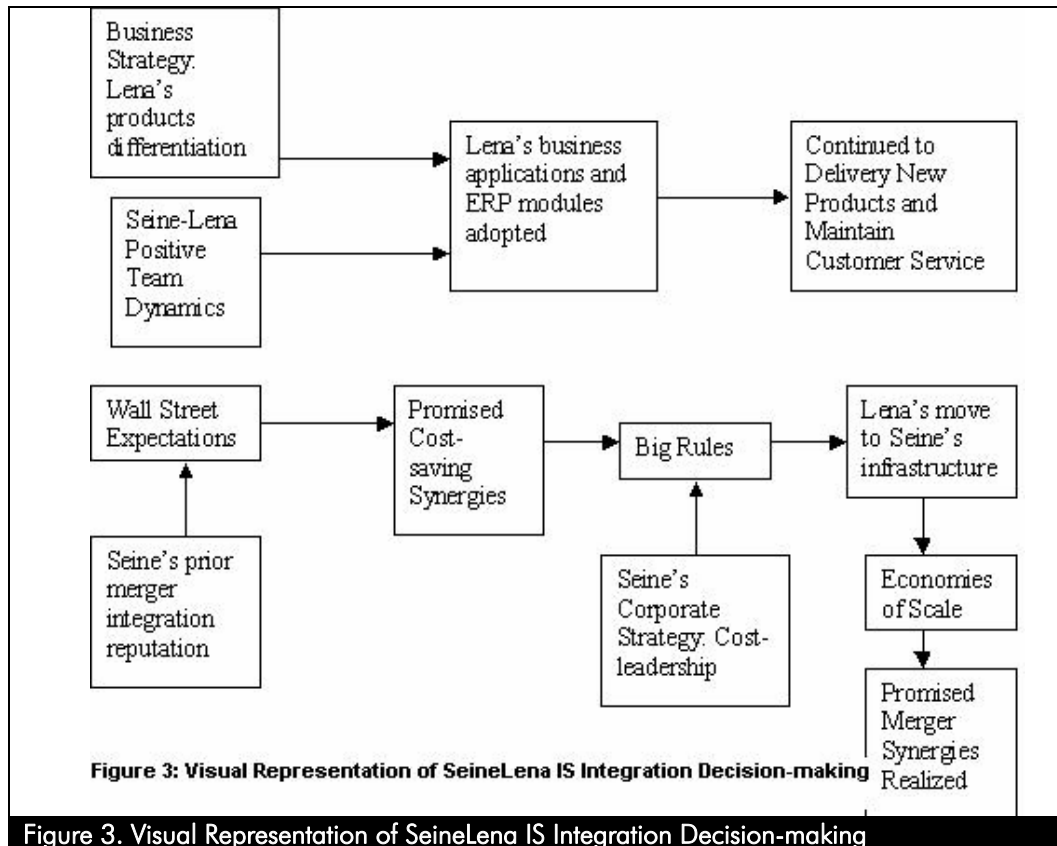 Business
Strategy:
Lena's
products
differentiation
Seine-Lena
Positive
Team
Dynamics
Lena's business
applications and
ERP modules
adopted
Continued to
Delivery New
Products and
Maintain
Customer Service
Wall Street
Expectations
Seine's prior
merger
integration
reputation
Promised
Cost-
saving
Synergies
Big Rules
Seine's
Corporate
Strategy: Cost-
leadership
Lena's move
to Seine's
infrastructure
Economies
of Scale
Promised
Merger
Synergies
Realized
Figure 3: Visual Representation of SeineLena IS Integration Decision-making
Figure 3. Visual Representation of SeineLena IS Integration Decision-making